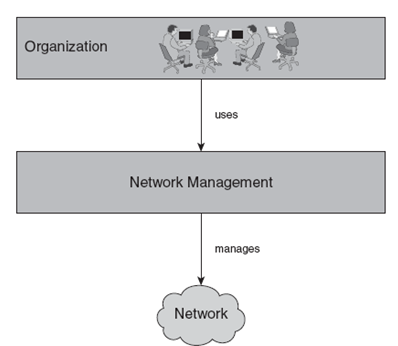 Organization
uses
Network Management
manages
Network